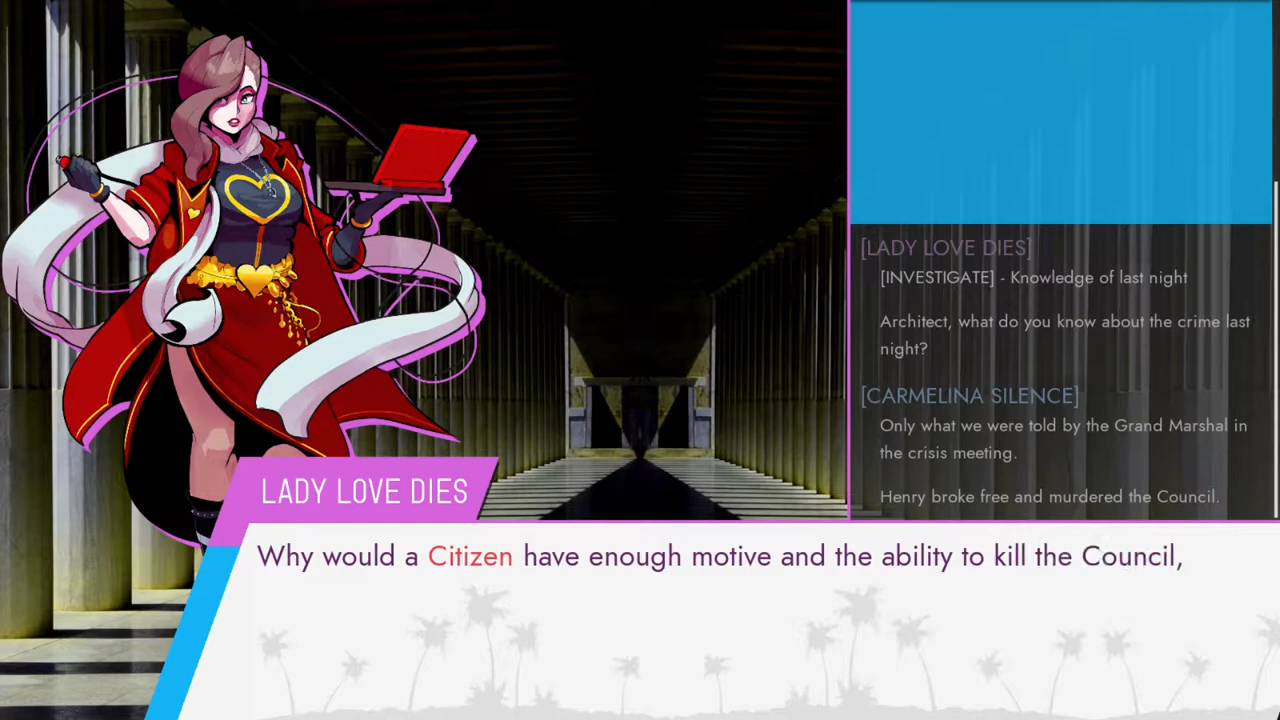 [LADY LOVE DIES]
[INVESTIGATE] - Knowledge of last night
Architect, what do you know about the crime last
night?
[CARMELINA SILENCE]
Only what we were told by the Grand Marshal in
the crisis meeting.
Henry broke free and murdered the Council.
LADY LOVE DIES
Why would a Citizen have enough motive and the ability to kill the Council,